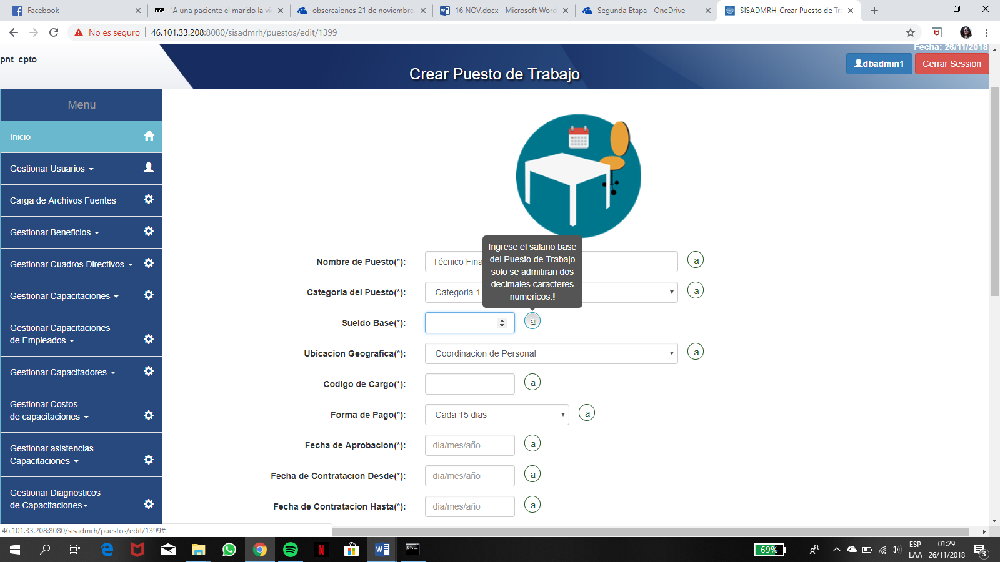 Facebook
"A una paciente el marido la vi
obsercaiones 21 de noviembre
16 NOV.docx - Microsoft Word
Segunda Etapa - OneDrive
SISADMRH-Crear Puesto de Tr
No es seguro
46.101.33.208:8080/sisadmrh/puestos/edit/1399
pnt_cpto
Crear Puesto de Trabajo
Fecha: 26/11/2018
dbadmin1
Cerrar Session
Menu
Inicio
Gestionar Usuarios
Carga de Archivos Fuentes
Gestionar Beneficios
Gestionar Cuadros Directivos
Gestionar Capacitaciones
Gestionar Capacitaciones
de Empleados
Gestionar Capacitadores
Gestionar Costos
de capacitaciones
Gestionar asistencias
Capacitaciones
Gestionar Diagnosticos
de Capacitaciones
Ingrese el salario base
del Puesto de Trabajo
solo se admitiran dos
decimales caracteres
numericos.!
Nombre de Puesto(*):
Técnico Fina
a
Categoria del Puesto(*):
Categoria 1
a
Sueldo Base(*):
a
Ubicacion Geografica(*):
Coordinacion de Personal
a
Codigo de Cargo(*):
a
Forma de Pago(*):
Cada 15 dias
a
Fecha de Aprobacion(*):
dia/mes/año
a
Fecha de Contratacion Desde(*):
dia/mes/año
a
Fecha de Contratacion Hasta(*):
dia/mes/año
a
46.101.33.208:8080/sisadmrh/puestos/edit/1399#
69%
ESP
LAA
01:29
26/11/2018
3